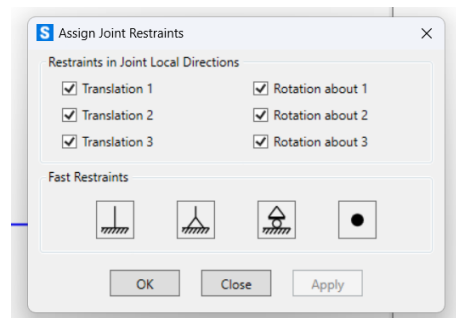 S Assign Joint Restraints
Restraints in Joint Local Directions
Translation 1 Rotation about 1
Translation 2 Rotation about 2
Translation 3 Rotation about 3
Fast Restraints
OK Close Apply